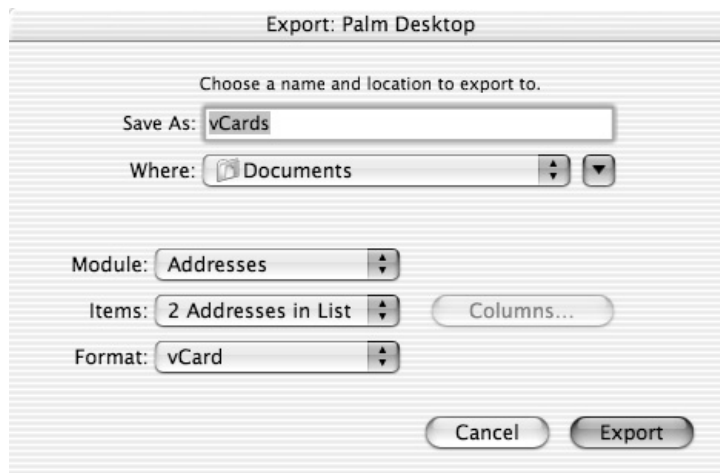 Export: Palm Desktop
Choose a name and location to export to.
Save As: vCards
Where: Documents
Module: Addresses
Items: 2 Addresses in List Columns...
Format: vCard
Cancel Export